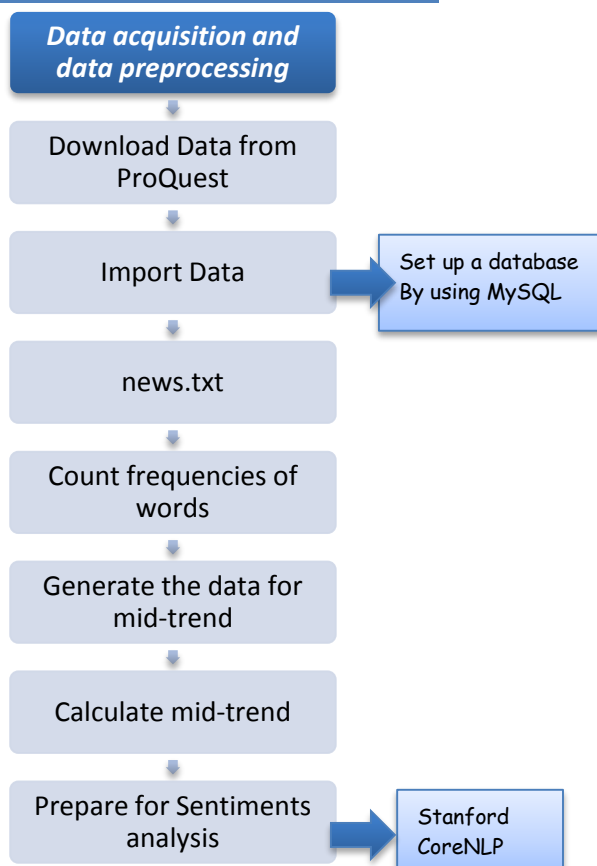 Data acquisition and
data preprocessing
Download Data from
ProQuest
Import Data
Set up a database
By using MySQL
news.txt
Count frequencies of
words
Generate the data for
mid-trend
Calculate mid-trend
Prepare for Sentiments
analysis
Stanford
CoreNLP